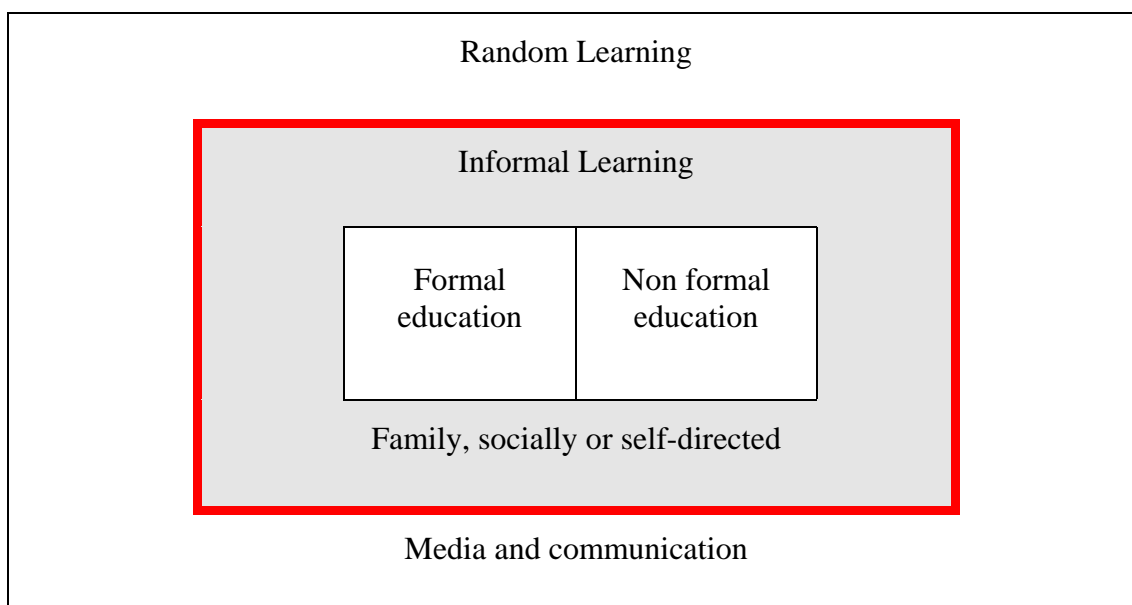 Random Learning
Informal Learning
Formal
education
Non formal
education
Family, socially or self-directed
Media and communication